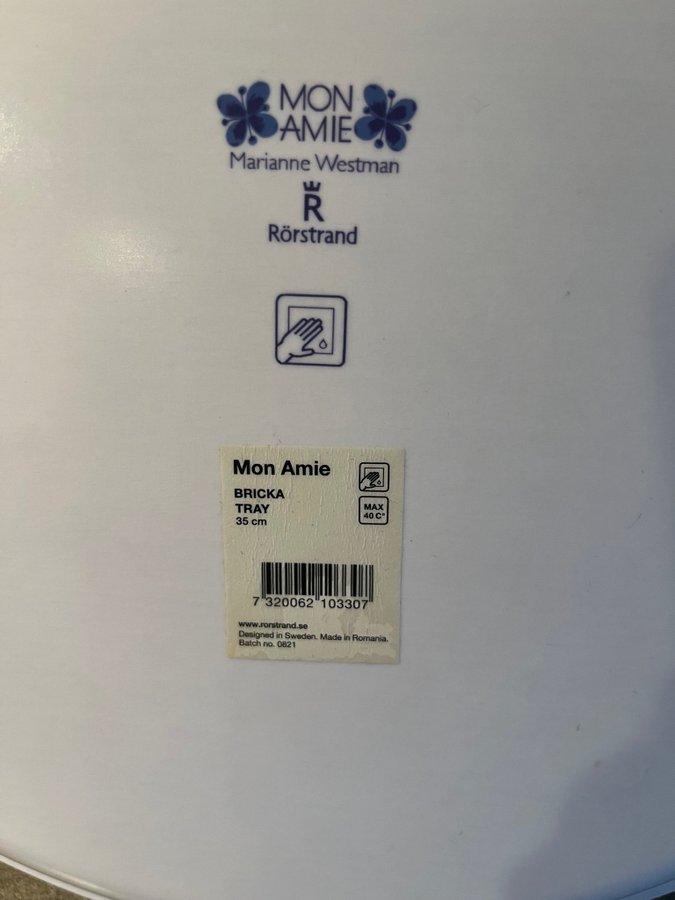 MON
AMIE
Marianne Westman
R
Rörstrand
Mon Amie
BRICKA
TRAY
35 cm
MAX
40 C°
7 320062 103307
www.rorstrand.se
Designed in Sweden. Made in Romania.
Batch no. 0821